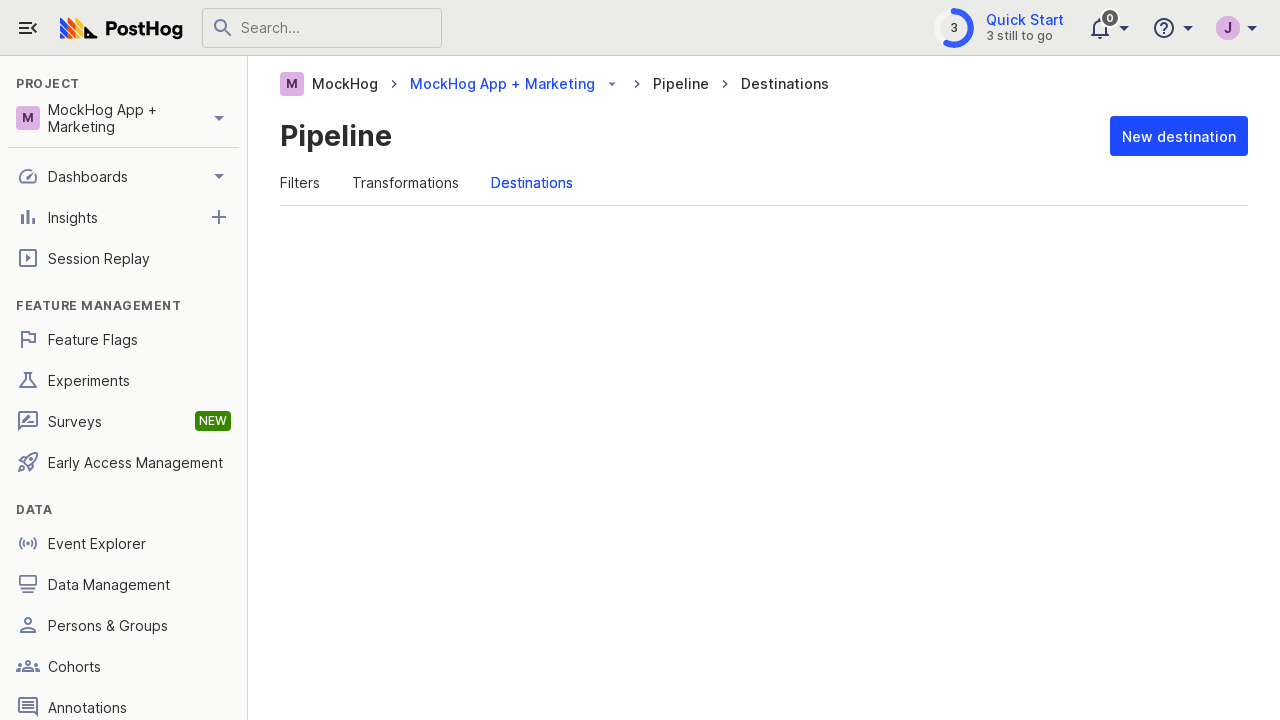 PostHog
Search...
3
Quick Start
3 still to go
0
J
PROJECT
M
MockHog App +
Marketing
Dashboards
Insights
Session Replay
FEATURE MANAGEMENT
Feature Flags
Experiments
Surveys
NEW
Early Access Management
DATA
Event Explorer
Data Management
Persons & Groups
Cohorts
Annotations
M
MockHog
MockHog App + Marketing
Pipeline
Destinations
Pipeline
New destination
Filters
Transformations
Destinations